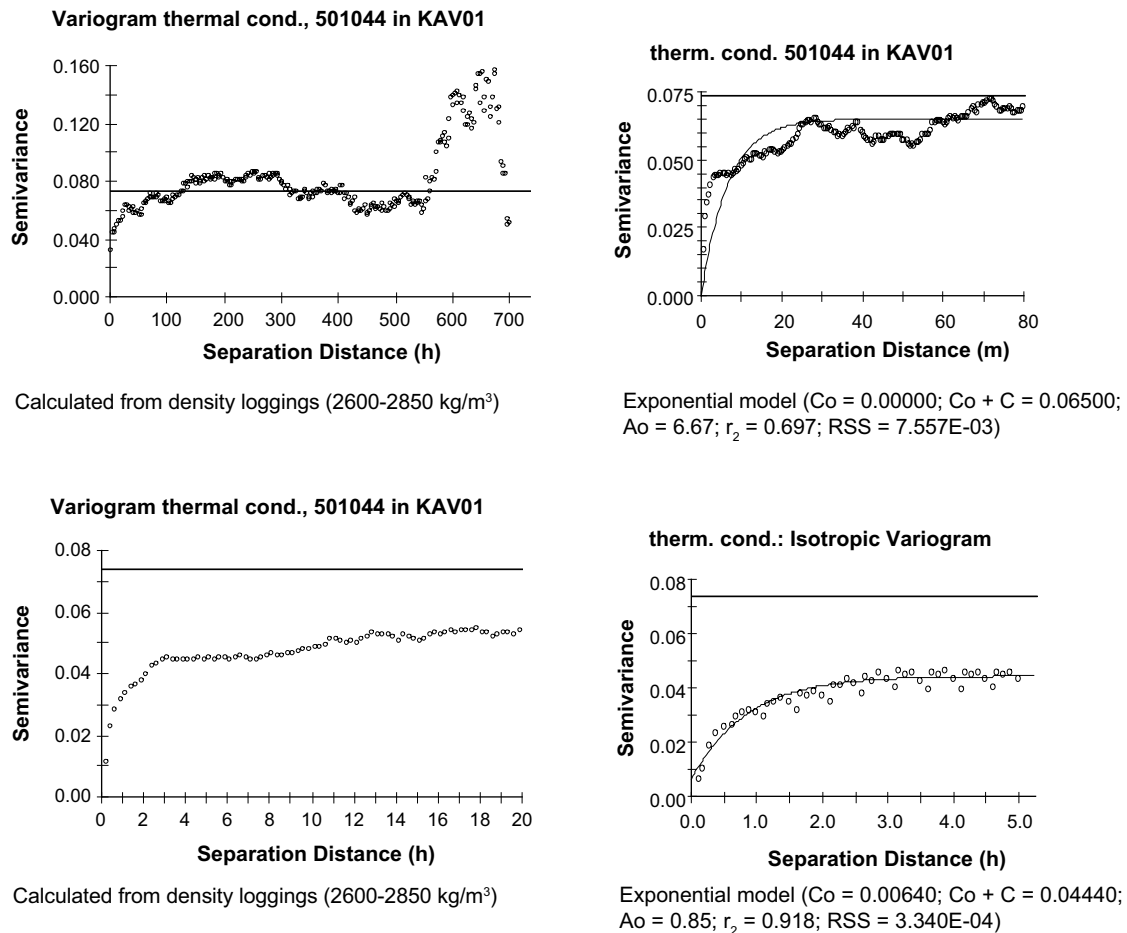 Variogram thermal cond., 501044 in KAV01
0.160
0.120
0.080
0.040
0.000
Semivariance
0 100 200 300 400 500 600 700
Separation Distance (h)
Calculated from density loggings (2600-2850 kg/m³)
therm. cond. 501044 in KAV01
0.075
0.050
0.025
0.000
Semivariance
0 20 40 60 80
Separation Distance (m)
Exponential model (Co = 0.00000; Co + C = 0.06500;
Ao = 6.67; r₂ = 0.697; RSS = 7.557E-03)
Variogram thermal cond., 501044 in KAV01
0.08
0.06
0.04
0.02
0.00
Semivariance
0 2 4 6 8 10 12 14 16 18 20
Separation Distance (h)
Calculated from density loggings (2600-2850 kg/m³)
therm. cond.: Isotropic Variogram
0.08
0.06
0.04
0.02
0.00
Semivariance
0.0 1.0 2.0 3.0 4.0 5.0
Separation Distance (h)
Exponential model (Co = 0.00640; Co + C = 0.04440;
Ao = 0.85; r₂ = 0.918; RSS = 3.340E-04)